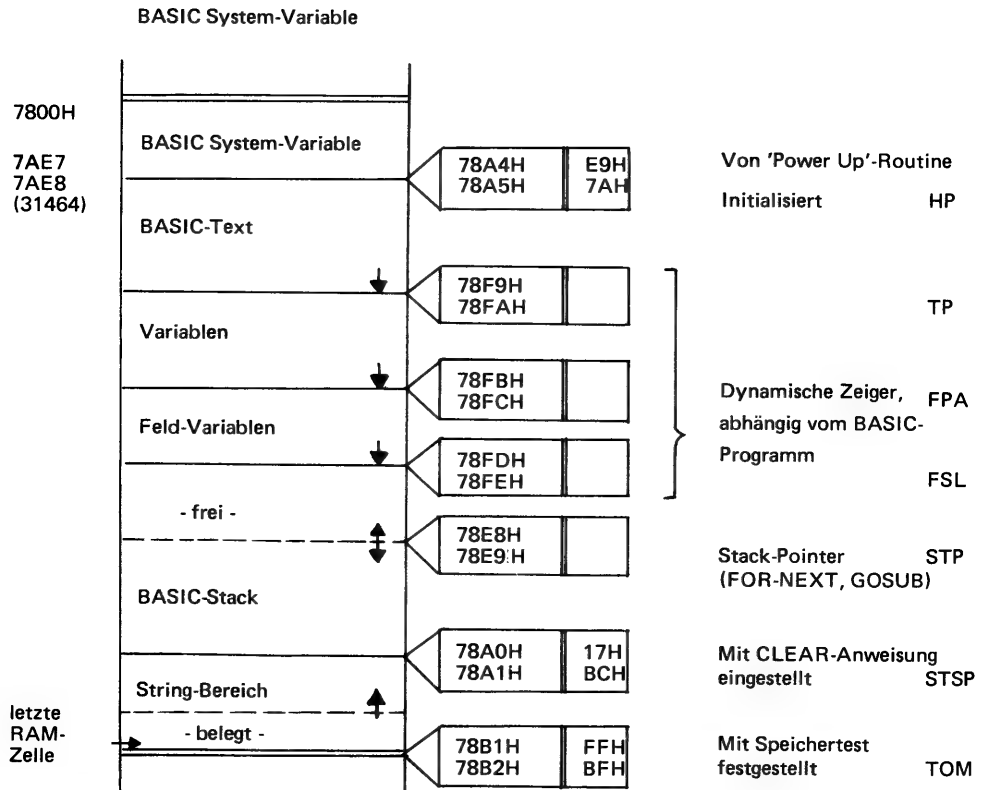 BASIC System-Variable
7800H
BASIC System-Variable
7AE7
7AE8
(31464)
78A4H E9H
78A5H 7AH
Von 'Power Up'-Routine
Initialisiert HP
BASIC-Text
78F9H
78FAH
TP
Variablen
78FBH
78FCH
Dynamische Zeiger, FPA
abhängig vom BASIC-
Programm
Feld-Variablen
78FDH
78FEH
FSL
- frei -
78E8H
78E9H
Stack-Pointer STP
(FOR-NEXT, GOSUB)
BASIC-Stack
78A0H 17H
78A1H BCH
Mit CLEAR-Anweisung
eingestellt STSP
String-Bereich
letzte
RAM-
Zelle
- belegt -
78B1H FFH
78B2H BFH
Mit Speichertest
festgestellt TOM